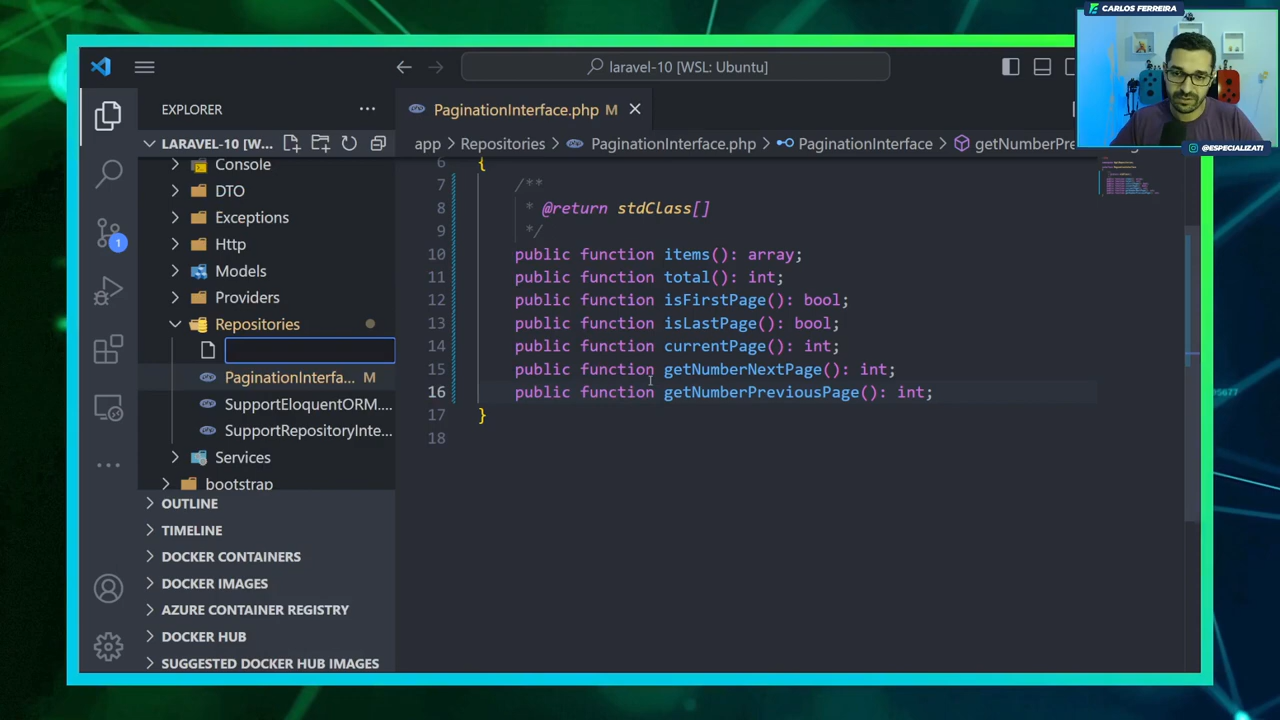 CARLOS FERREIRA
laravel-10 [WSL: Ubuntu]
@ESPECIALIZATI
EXPLORER
PaginationInterface.php M
LARAVEL-10 [W...
app Repositories PaginationInterface.php PaginationInterface getNumberPre
Console
DTO
Exceptions
Http
Models
Providers
Repositories
PaginationInterfa... M
SupportEloquentORM....
SupportRepositoryInte...
Services
bootstrap
OUTLINE
TIMELINE
DOCKER CONTAINERS
DOCKER IMAGES
AZURE CONTAINER REGISTRY
DOCKER HUB
SUGGESTED DOCKER HUB IMAGES
1
6 {
7 /**
8 * @return stdClass[]
9 */
10 public function items(): array;
11 public function total(): int;
12 public function isFirstPage(): bool;
13 public function isLastPage(): bool;
14 public function currentPage(): int;
15 public function getNumberNextPage(): int;
16 public function getNumberPreviousPage(): int;
17 }
18